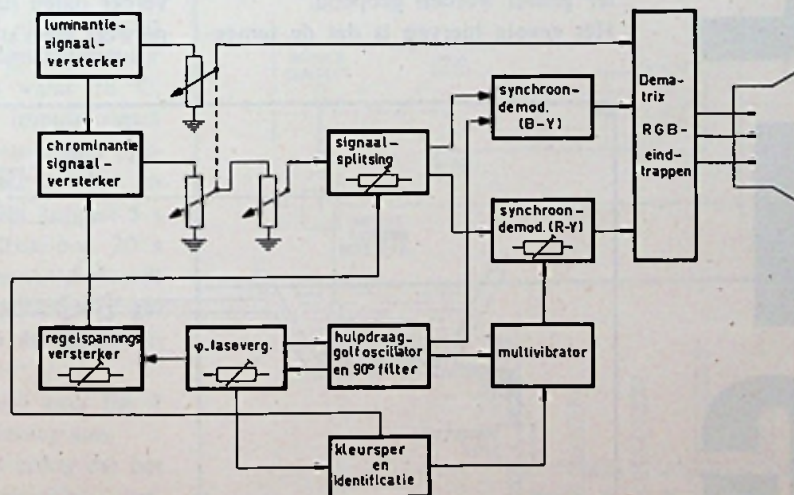 luminantie-
signaal-
versterker
chrominantie
signaal-
versterker
signaal-
splitsing
synchroon-
demod.
(B-Y)
synchroon-
demod.(R-Y)
Dema-
trix
RGB-
eind-
trappen
regelspannings
versterker
φ-faseverg.
hulpdraag-
golf oscillator
en 90° filter
multivibrator
kleursper
en
identificatie